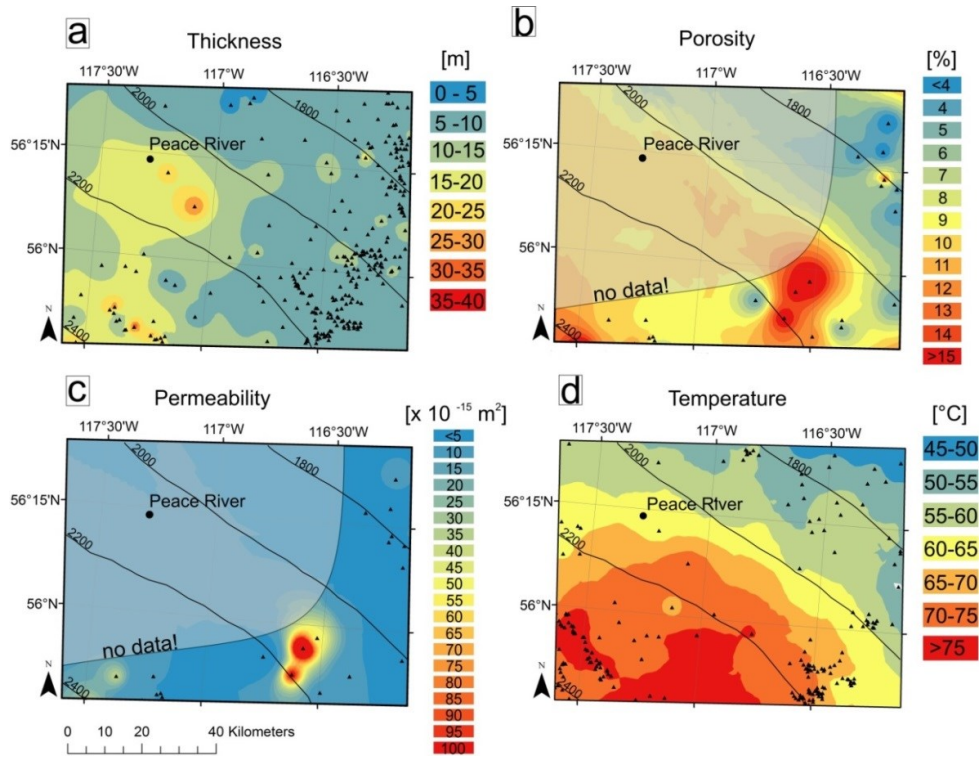 a
Thickness
[m]
117°30'W
117°W
116°30'W
56°15'N
56°N
2000
1800
2200
2400
Peace River
N
0 - 5
5 -10
10-15
15-20
20-25
25-30
30-35
35-40
b
Porosity
[%]
117°30'W
117°W
116°30'W
56°15'N
56°N
2000
1800
2200
2400
Peace River
no data!
N
<4
4
5
6
7
8
9
10
11
12
13
14
>15
c
Permeability
[x 10 -15 m²]
117°30'W
117°W
116°30'W
56°15'N
56°N
2000
1800
2200
2400
Peace River
no data!
N
<5
10
15
20
25
30
35
40
45
50
55
60
65
70
75
80
85
90
95
100
0 10 20 40 Kilometers
d
Temperature
[°C]
117°30'W
117°W
116°30'W
56°15'N
56°N
2000
1800
2200
2400
Peace River
N
45-50
50-55
55-60
60-65
65-70
70-75
>75